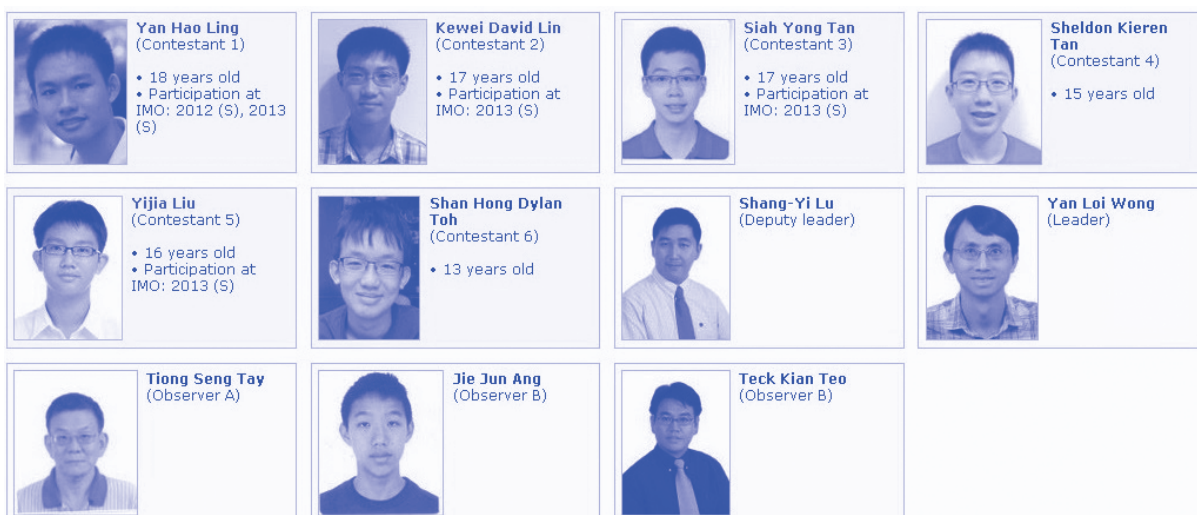 Yan Hao Ling
(Contestant 1)
• 18 years old
• Participation at
IMO: 2012 (S), 2013
(S)
Kewei David Lin
(Contestant 2)
• 17 years old
• Participation at
IMO: 2013 (S)
Siah Yong Tan
(Contestant 3)
• 17 years old
• Participation at
IMO: 2013 (S)
Sheldon Kieren
Tan
(Contestant 4)
• 15 years old
Yijia Liu
(Contestant 5)
• 16 years old
• Participation at
IMO: 2013 (S)
Shan Hong Dylan
Toh
(Contestant 6)
• 13 years old
Shang-Yi Lu
(Deputy leader)
Yan Loi Wong
(Leader)
Tiong Seng Tay
(Observer A)
Jie Jun Ang
(Observer B)
Teck Kian Teo
(Observer B)